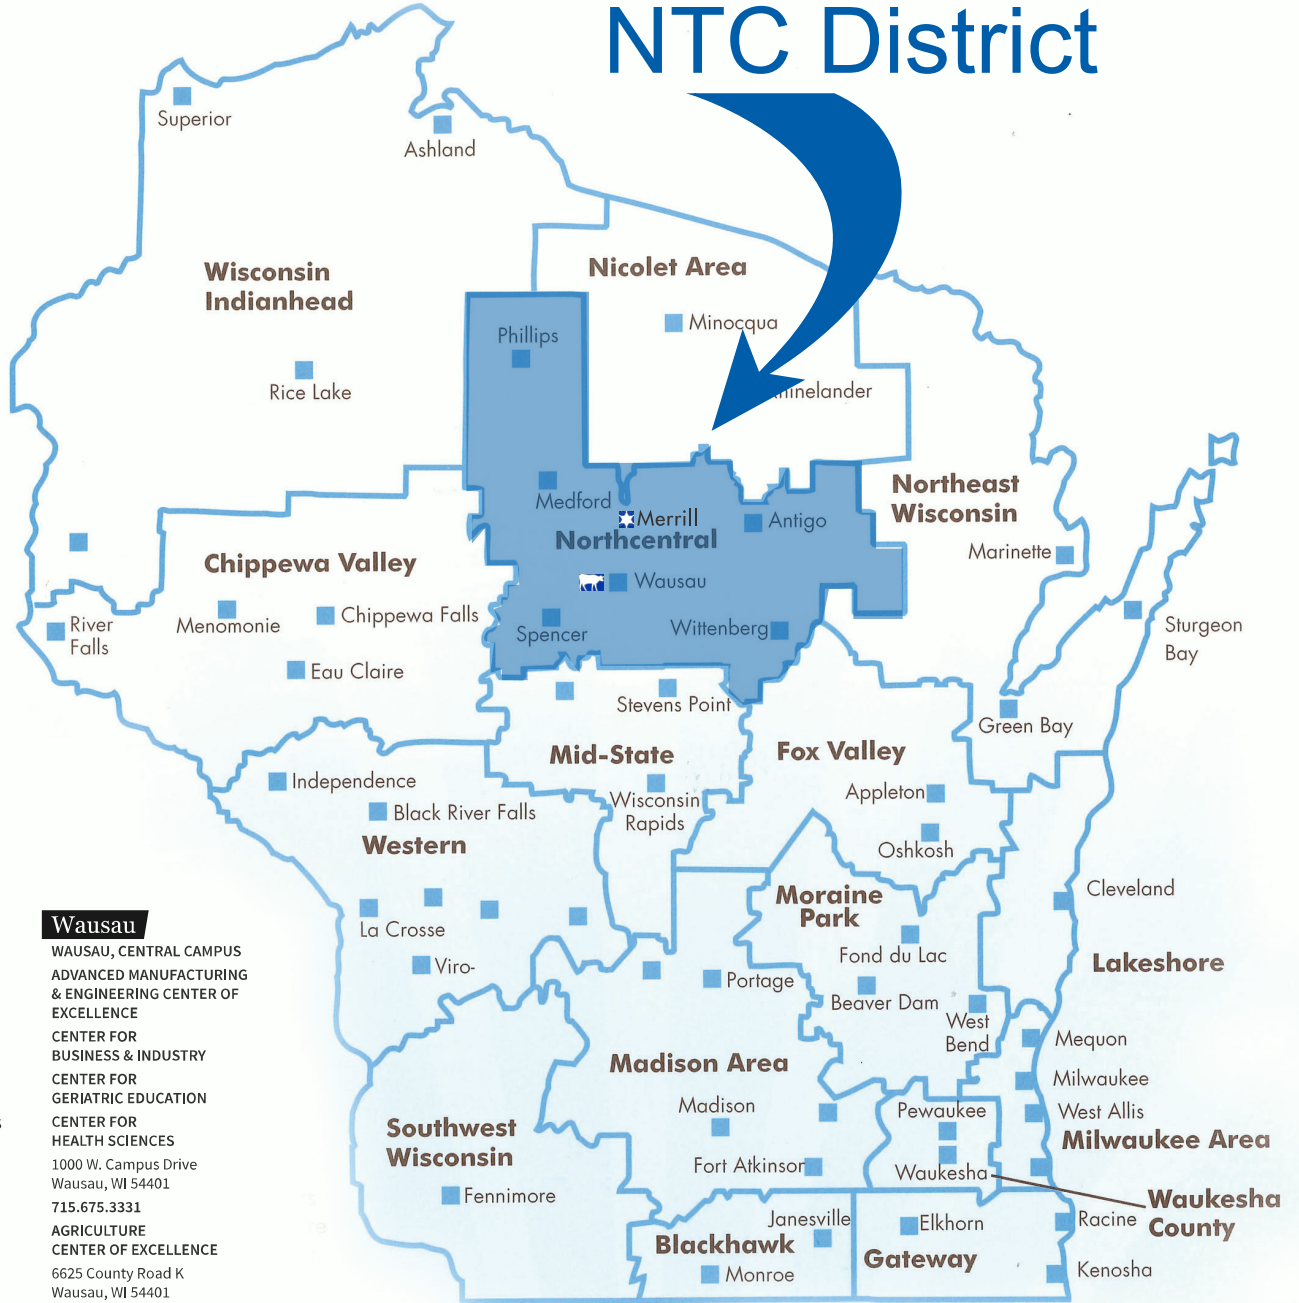 NTC District
Superior
Ashland
Wisconsin
Indianhead
Nicolet Area
Minocqua
Phillips
Rice Lake
Medford
Merrill
Northcentral
Antigo
Northeast
Wisconsin
Marinette
Chippewa Valley
Wausau
Menomonie
Chippewa Falls
River
Falls
Spencer
Wittenberg
Sturgeon
Bay
Eau Claire
Stevens Point
Green Bay
Mid-State
Fox Valley
Independence
Wisconsin
Rapids
Appleton
Black River Falls
Western
Oshkosh
Moraine
Park
Cleveland
La Crosse
Fond du Lac
Lakeshore
Viro-
Portage
Beaver Dam
West
Bend
Mequon
Madison Area
Milwaukee
Madison
Pewaukee
West Allis
Southwest
Wisconsin
Milwaukee Area
Fort Atkinson
Waukesha
Fennimore
Waukesha
County
Janesville
Elkhorn
Racine
Blackhawk
Gateway
Monroe
Kenosha
Wausau
WAUSAU, CENTRAL CAMPUS
ADVANCED MANUFACTURING
& ENGINEERING CENTER OF
EXCELLENCE
CENTER FOR
BUSINESS & INDUSTRY
CENTER FOR
GERIATRIC EDUCATION
CENTER FOR
HEALTH SCIENCES
1000 W. Campus Drive
Wausau, WI 54401
715.675.3331
AGRICULTURE
CENTER OF EXCELLENCE
6625 County Road K
Wausau, WI 54401